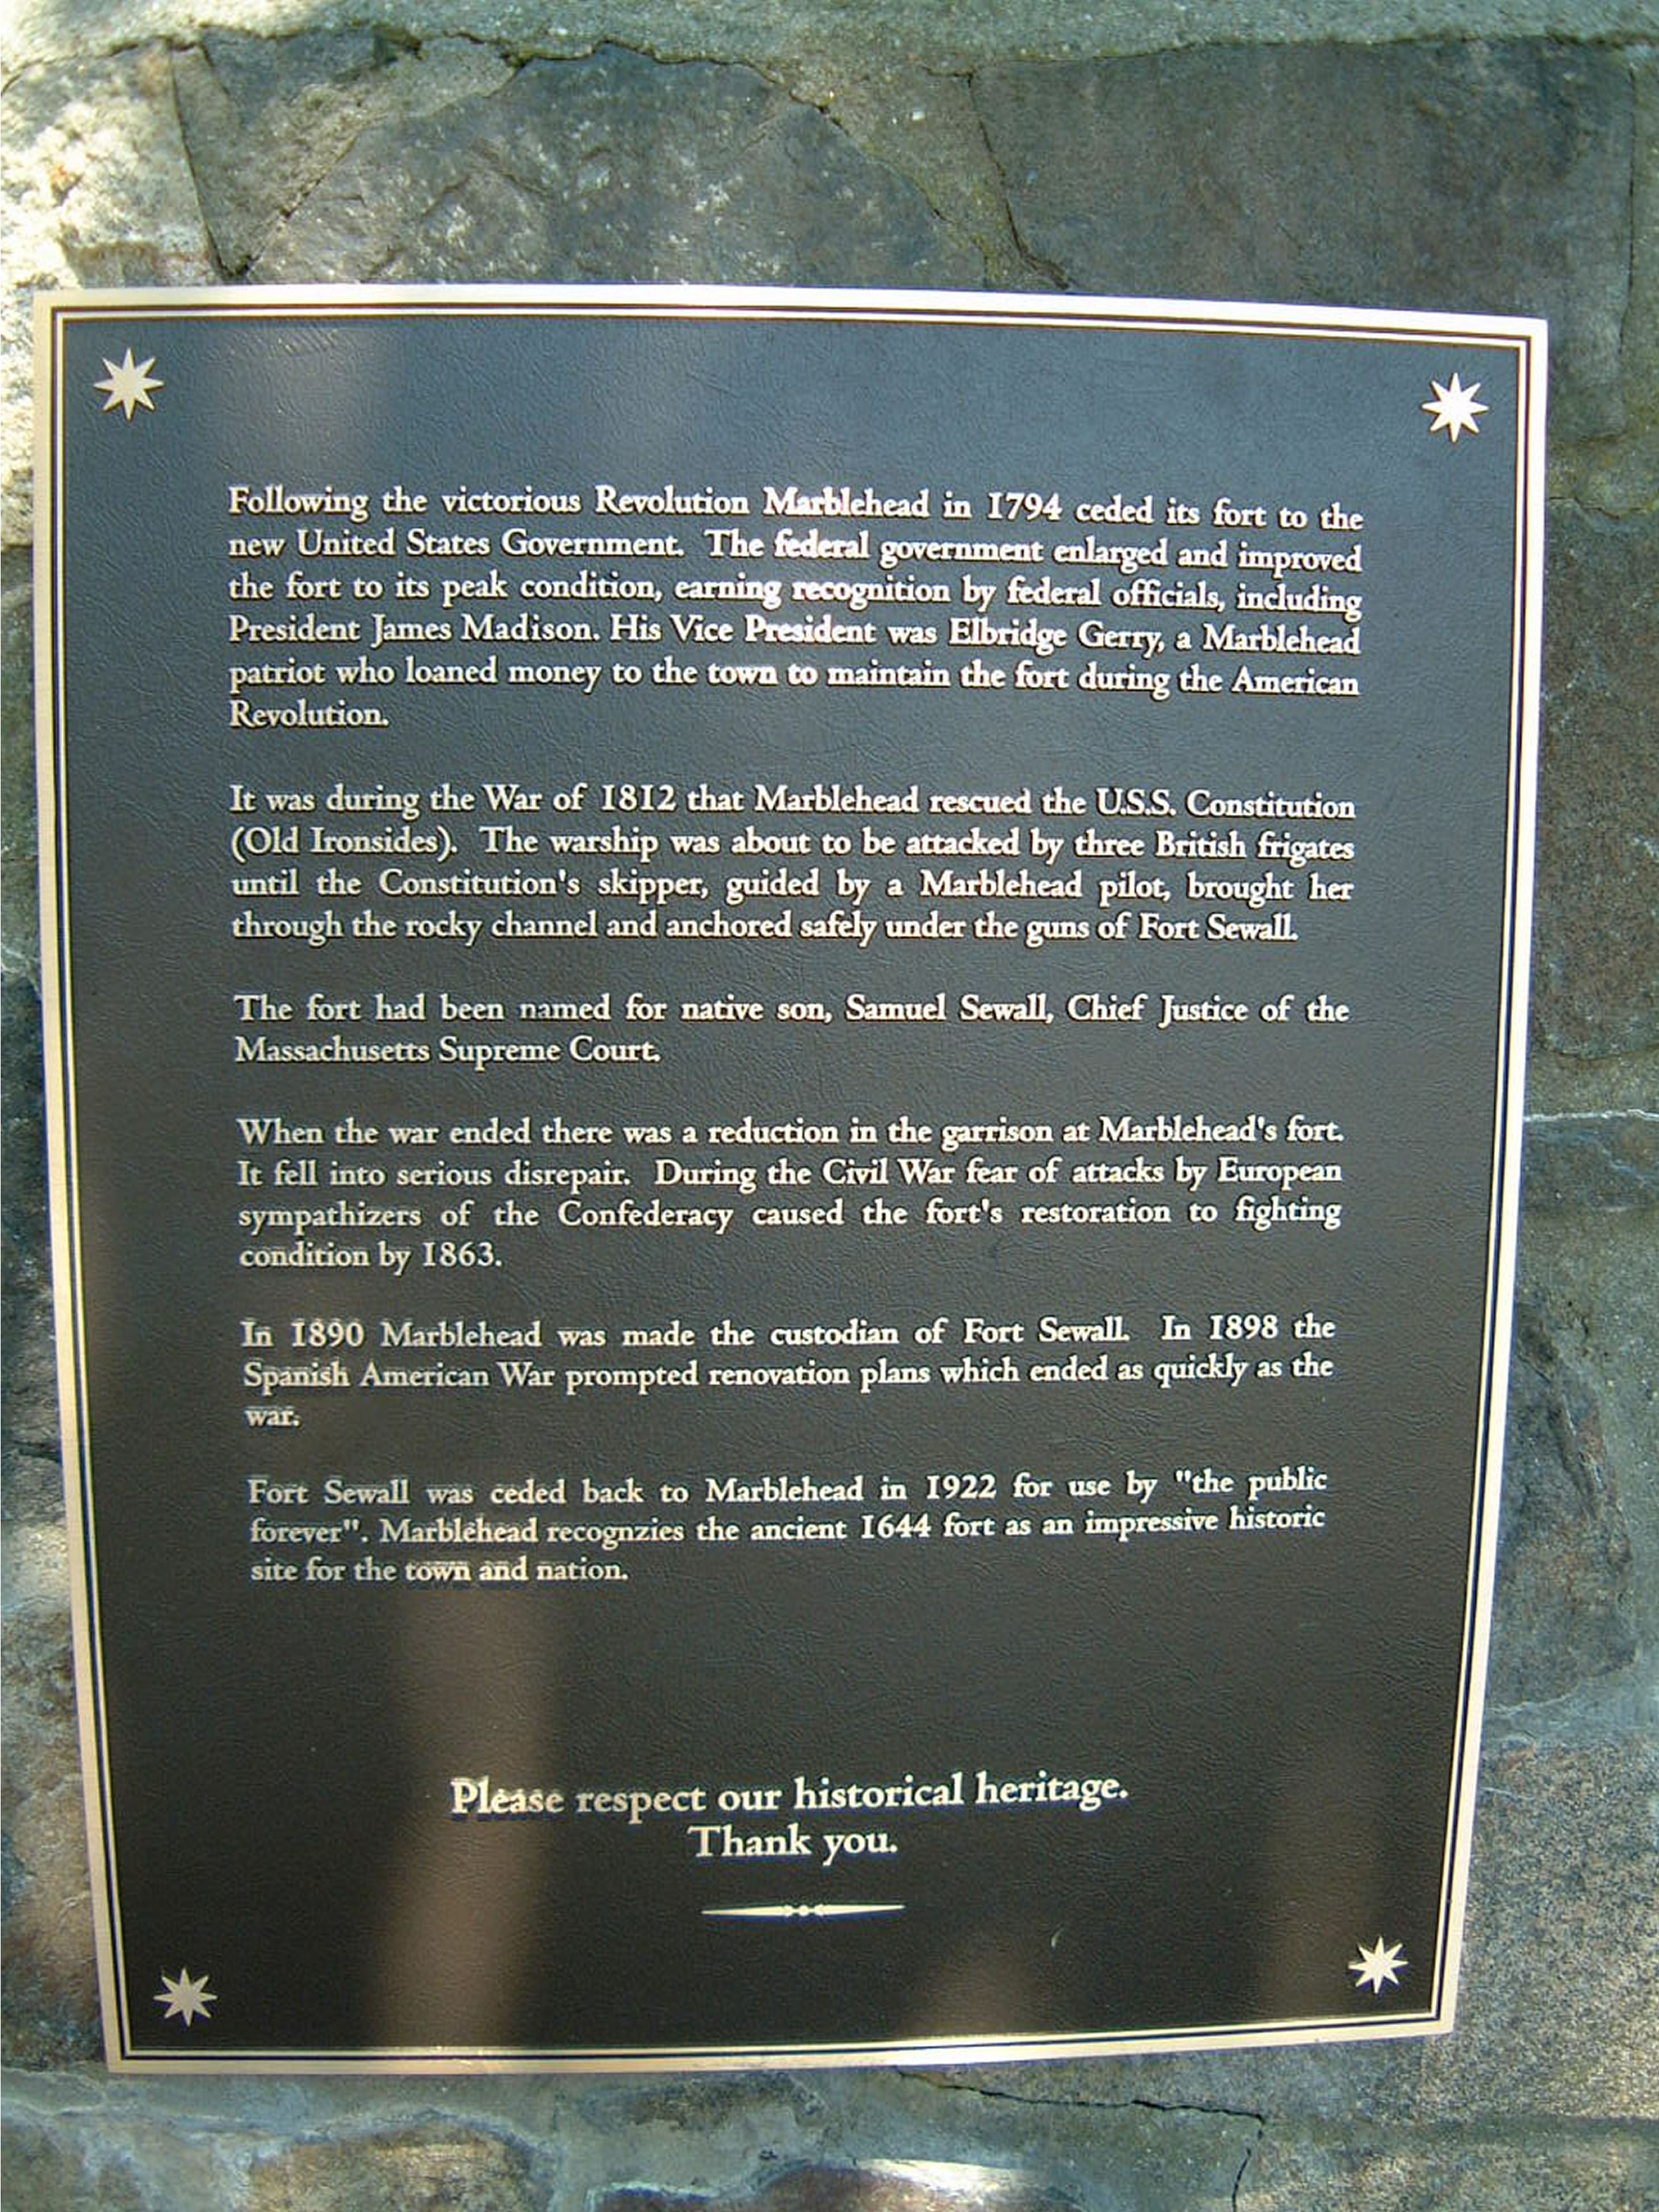 Following the victorious Revolution Marblehead in 1794 ceded its fort to the
new United States Government. The federal government enlarged and improved
the fort to its peak condition, earning recognition by federal officials, including
President James Madison. His Vice President was Elbridge Gerry, a Marblehead
patriot who loaned money to the town to maintain the fort during the American
Revolution.
It was during the War of 1812 that Marblehead rescued the U.S.S. Constitution
(Old Ironsides). The warship was about to be attacked by three British frigates
until the Constitution's skipper, guided by a Marblehead pilot, brought her
through the rocky channel and anchored safely under the guns of Fort Sewall.
The fort had been named for native son, Samuel Sewall, Chief Justice of the
Massachusetts Supreme Court.
When the war ended there was a reduction in the garrison at Marblehead's fort.
It fell into serious disrepair. During the Civil War fear of attacks by European
sympathizers of the Confederacy caused the fort's restoration to fighting
condition by 1863.
In 1890 Marblehead was made the custodian of Fort Sewall. In 1898 the
Spanish American War prompted renovation plans which ended as quickly as the
war.
Fort Sewall was ceded back to Marblehead in 1922 for use by "the public
forever". Marblehead recognzies the ancient 1644 fort as an impressive historic
site for the town and nation.
Please respect our historical heritage.
Thank you.